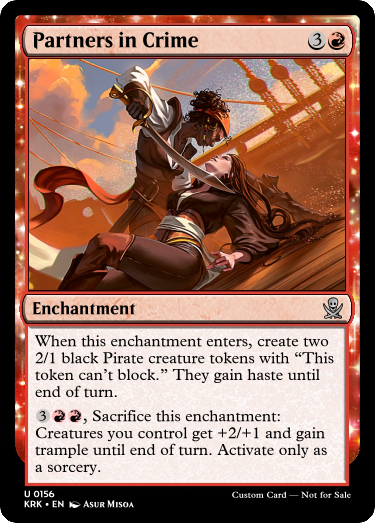 Partners in Crime 3
Enchantment
When this enchantment enters, create two
2/1 black Pirate creature tokens with “This
token can’t block.” They gain haste until
end of turn.
3, Sacrifice this enchantment:
Creatures you control get +2/+1 and gain
trample until end of turn. Activate only as
a sorcery.
U 0156
KRK • EN Asur Misoa
Custom Card — Not for Sale